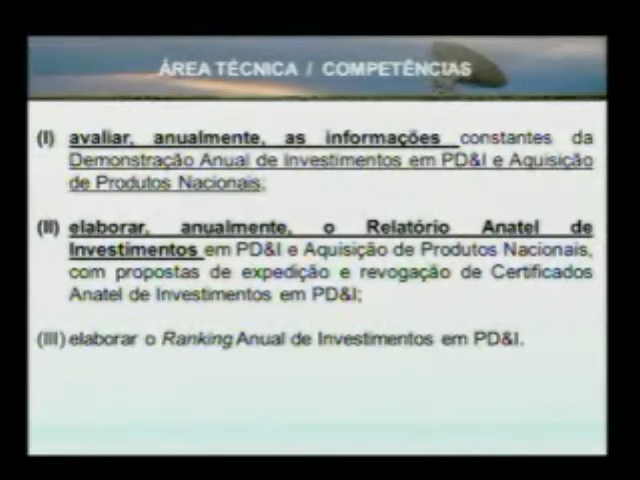 ÁREA TÉCNICA / COMPETÊNCIAS
(I) avaliar, anualmente, as informações constantes da
Demonstração Anual de Investimentos em PD&I e Aquisição
de Produtos Nacionais;
(II) elaborar, anualmente, o Relatório Anatel de
Investimentos em PD&I e Aquisição de Produtos Nacionais,
com propostas de expedição e revogação de Certificados
Anatel de Investimentos em PD&I;
(III) elaborar o Ranking Anual de Investimentos em PD&I.